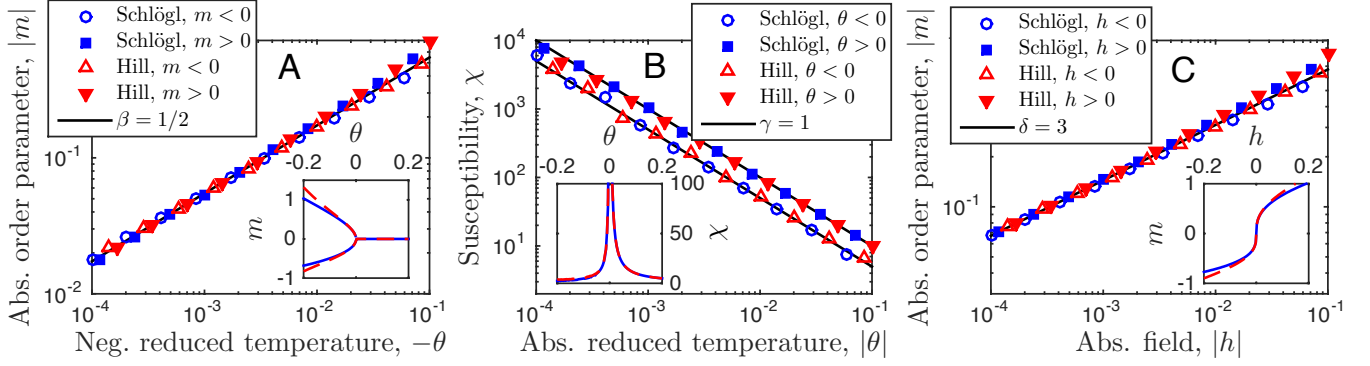 Abs. order parameter, |m|
Schlögl, m < 0
Schlögl, m > 0
Hill, m < 0
Hill, m > 0
β = 1/2
A
10^-1
10^-2
10^-4 10^-3 10^-2 10^-1
Neg. reduced temperature, −θ
θ
-0.2 0 0.2
m
1
0
-1
Susceptibility, χ
Schlögl, θ < 0
Schlögl, θ > 0
Hill, θ < 0
Hill, θ > 0
γ = 1
B
10^4
10^3
10^2
10^1
10^-4 10^-3 10^-2 10^-1
Abs. reduced temperature, |θ|
θ
-0.2 0 0.2
χ
100
50
0
Abs. order parameter, |m|
Schlögl, h < 0
Schlögl, h > 0
Hill, h < 0
Hill, h > 0
δ = 3
C
10^-1
10^-4 10^-3 10^-2 10^-1
Abs. field, |h|
h
-0.2 0 0.2
m
1
0
-1